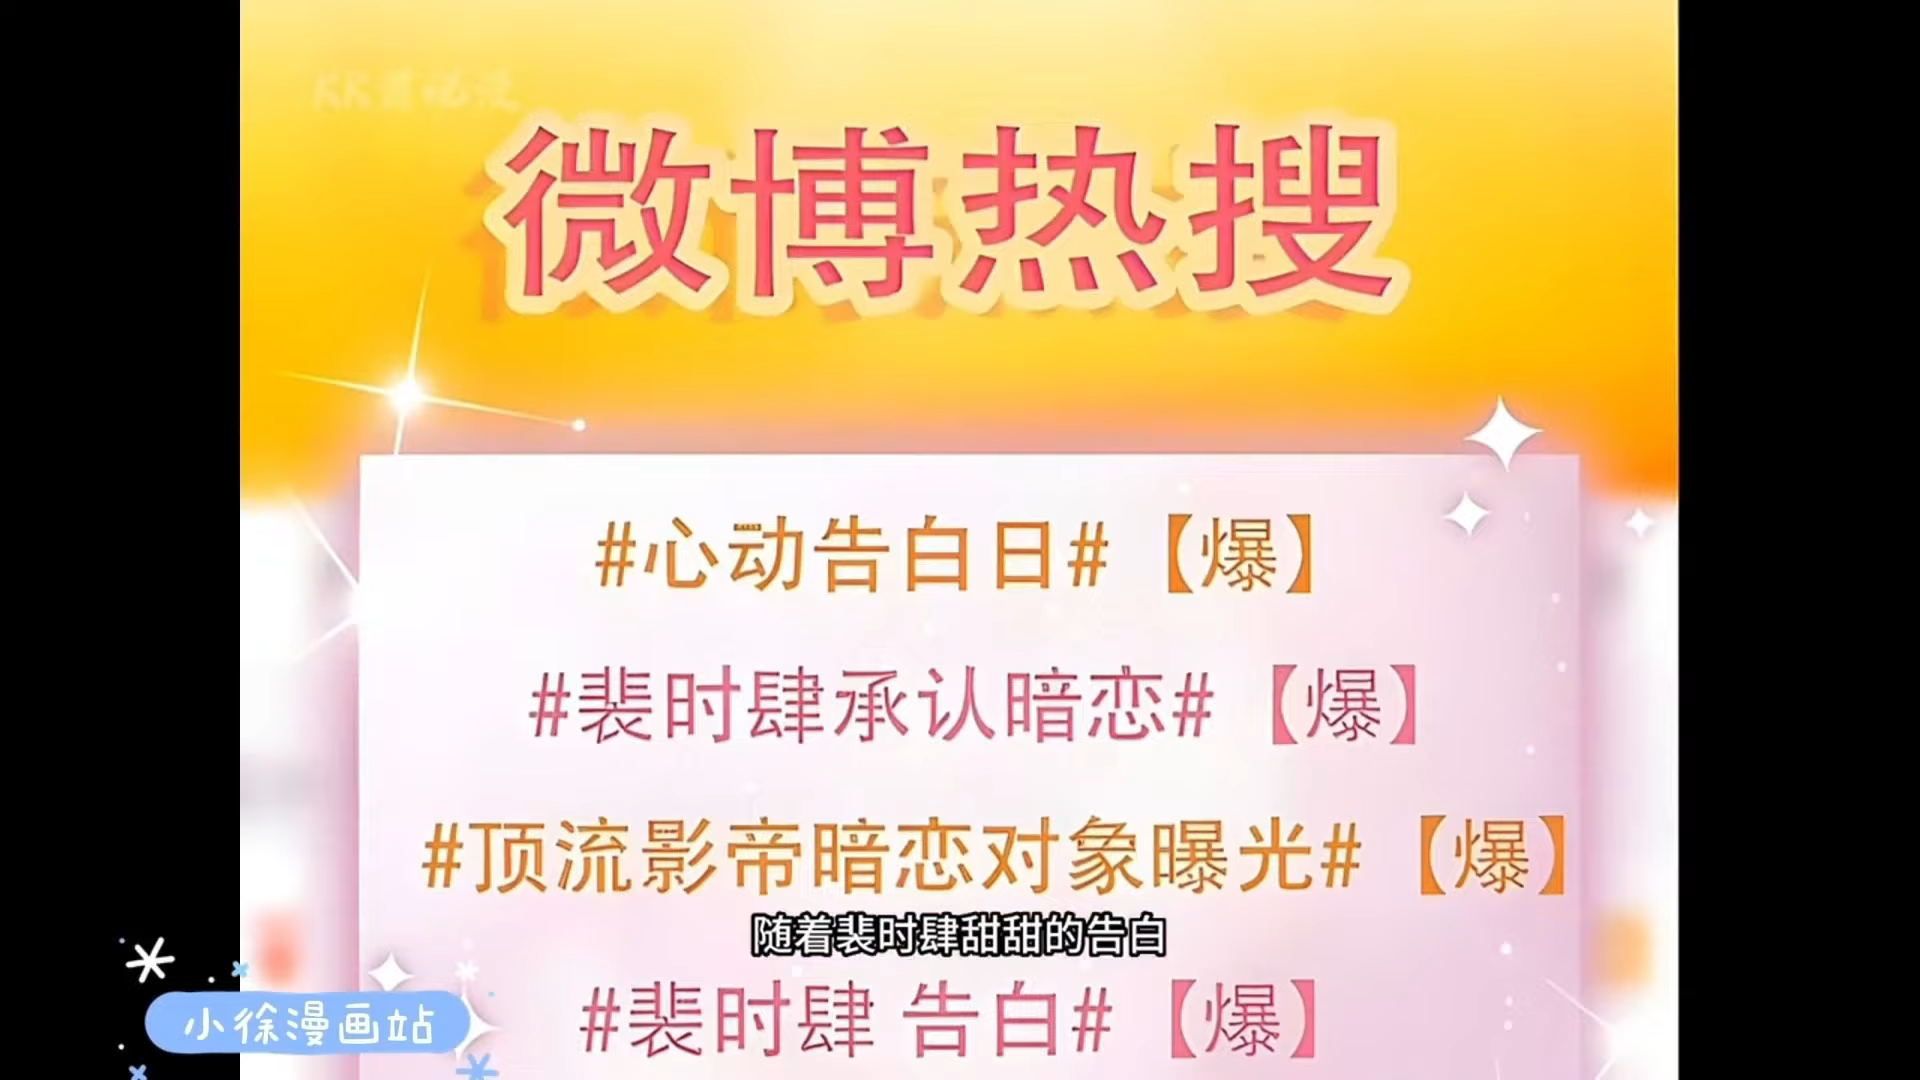 微博热搜
#心动告白日#【爆】
#裴时肆承认暗恋#【爆】
#顶流影帝暗恋对象曝光#【爆】
随着裴时肆甜甜的告白
#裴时肆 告白#【爆】
小徐漫画站